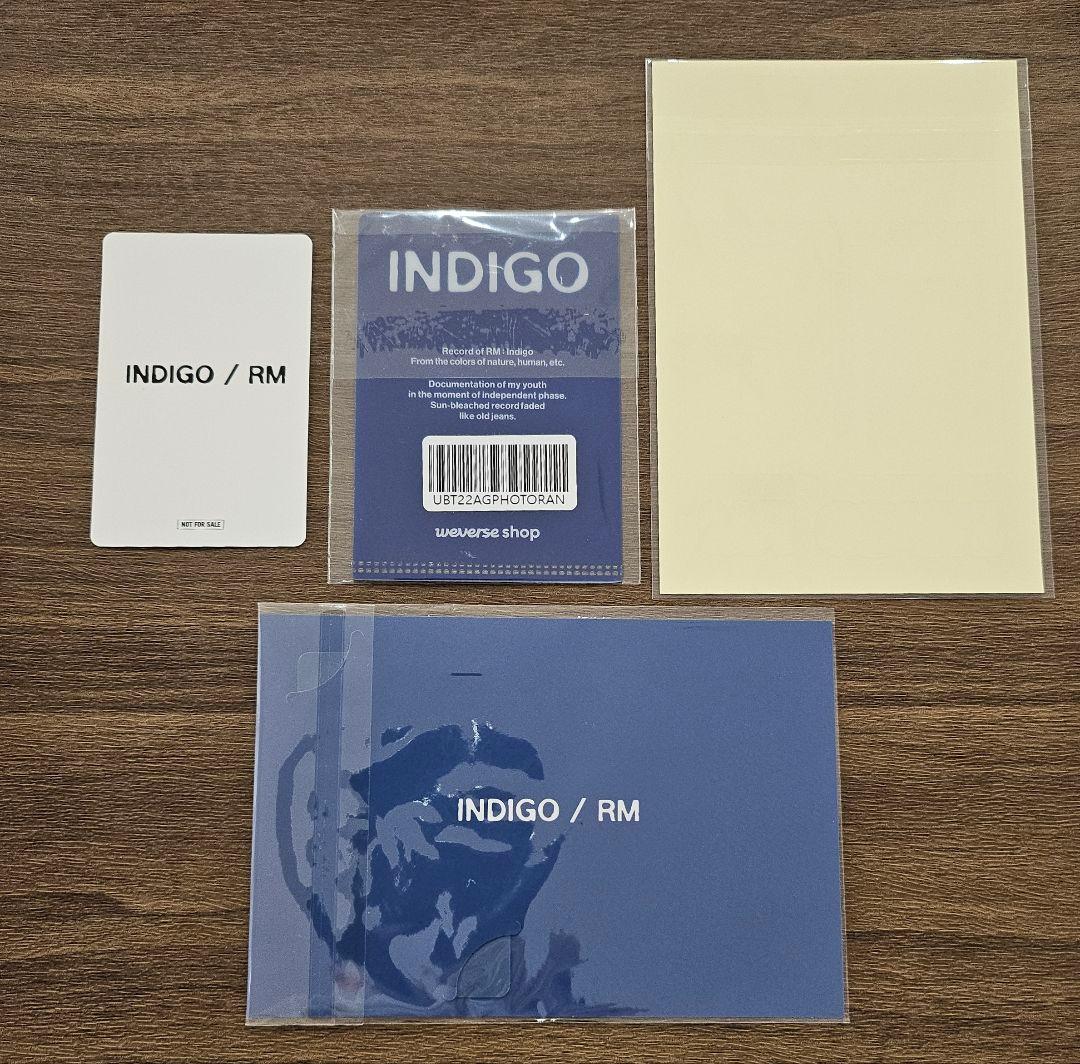 INDIGO / RM
NOT FOR SALE
INDIGO
Record of RM : Indigo
From the colors of nature, human, etc.
Documentation of my youth
in the moment of independent phase.
Sun-bleached record faded
like old jeans.
UBT22AGPHOTORAN
weverse shop
INDIGO / RM